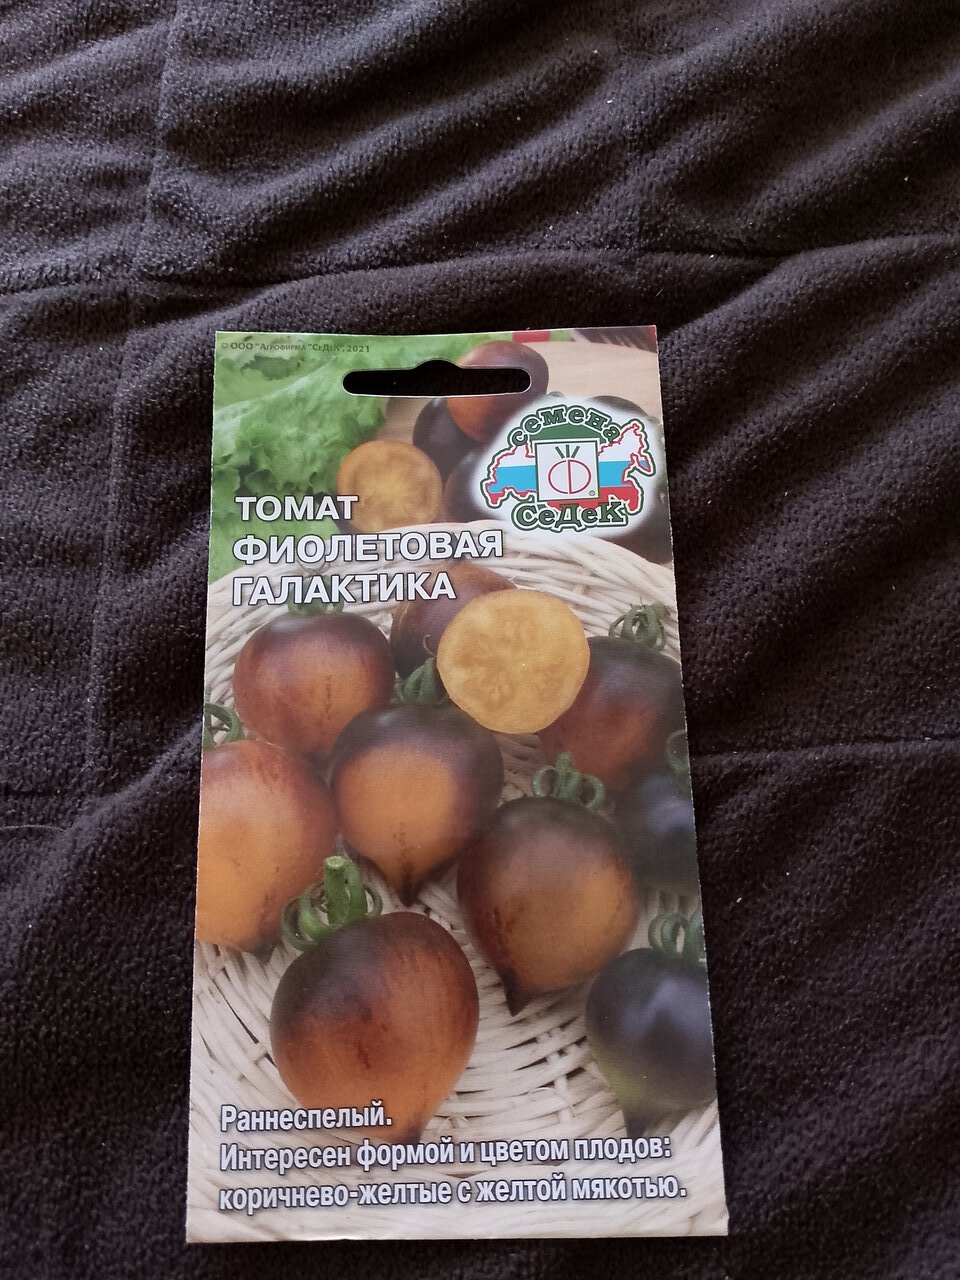 © ООО "АГРОФИРМА "СеДеК", 2021
семена
СеДеК
ТОМАТ
ФИОЛЕТОВАЯ
ГАЛАКТИКА
Раннеспелый.
Интересен формой и цветом плодов:
коричнево-желтые с желтой мякотью.